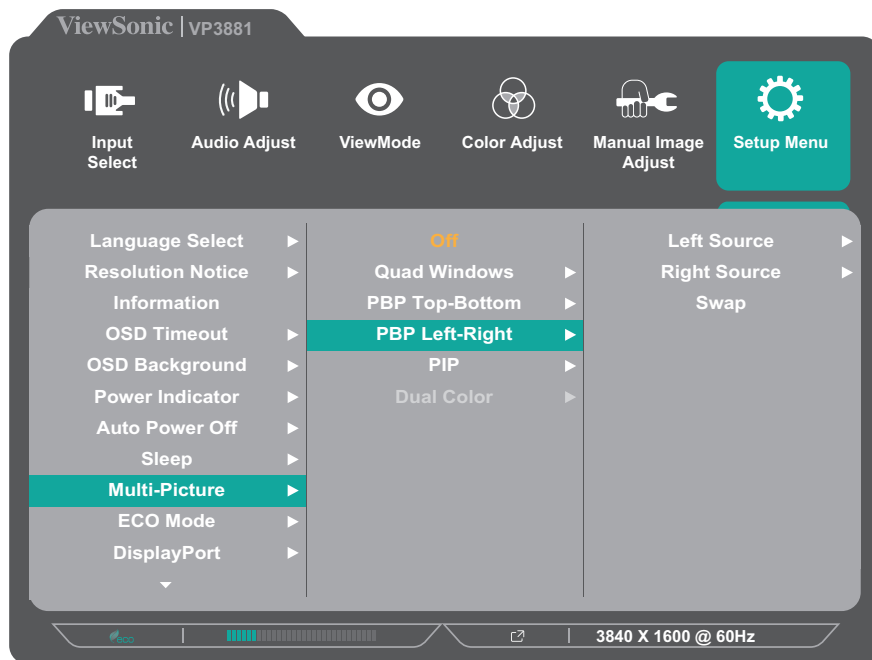 ViewSonic | VP3881
Input Select
Audio Adjust
ViewMode
Color Adjust
Manual Image Adjust
Setup Menu
Language Select
Resolution Notice
Information
OSD Timeout
OSD Background
Power Indicator
Auto Power Off
Sleep
Multi-Picture
ECO Mode
DisplayPort
Off
Quad Windows
PBP Top-Bottom
PBP Left-Right
PIP
Dual Color
Left Source
Right Source
Swap
eco
3840 X 1600 @ 60Hz